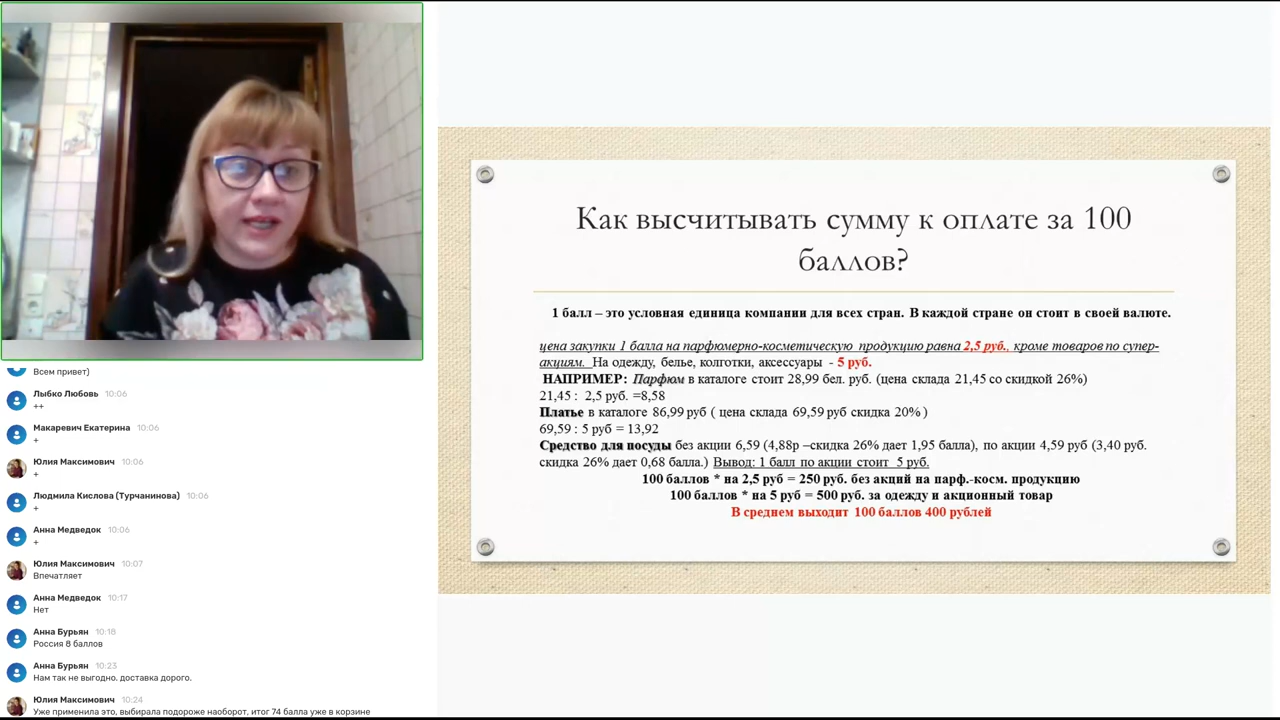 Всем привет)
Лыбко Любовь 10:06
++
Макаревич Екатерина 10:06
+
Юлия Максимович 10:06
+
Людмила Кислова (Турчанинова) 10:06
+
Анна Медведок 10:06
+
Юлия Максимович 10:07
Впечатляет
Анна Медведок 10:17
Нет
Анна Бурьян 10:18
Россия 8 баллов
Анна Бурьян 10:23
Нам так не выгодно, доставка дорого.
Юлия Максимович 10:24
Уже применила это, выбирала подороже наоборот, итог 74 балла уже в корзине
Как высчитывать сумму к оплате за 100
баллов?
1 балл – это условная единица компании для всех стран. В каждой стране он стоит в своей валюте.
цена закупки 1 балла на парфюмерно-косметическую продукцию равна 2,5 руб., кроме товаров по супер-
акциям. На одежду, белье, колготки, аксессуары - 5 руб.
НАПРИМЕР: Парфюм в каталоге стоит 28,99 бел. руб. (цена склада 21,45 со скидкой 26%)
21,45 : 2,5 руб. =8,58
Платье в каталоге 86,99 руб ( цена склада 69,59 руб скидка 20% )
69,59 : 5 руб = 13,92
Средство для посуды без акции 6,59 (4,88р –скидка 26% дает 1,95 балла), по акции 4,59 руб (3,40 руб.
скидка 26% дает 0,68 балла.) Вывод: 1 балл по акции стоит 5 руб.
100 баллов * на 2,5 руб = 250 руб. без акций на парф.-косм. продукцию
100 баллов * на 5 руб = 500 руб. за одежду и акционный товар
В среднем выходит 100 баллов 400 рублей